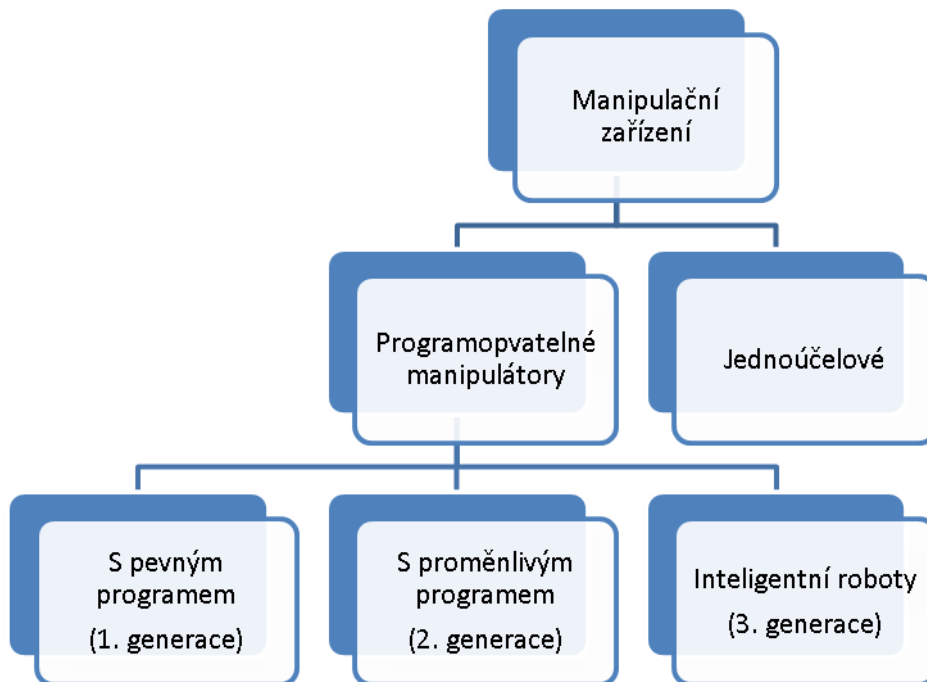 Manipulační
zařízení
Programopvatelné
manipulátory
Jednoúčelové
S pevným
programem
(1. generace)
S proměnlivým
programem
(2. generace)
Inteligentní roboty
(3. generace)